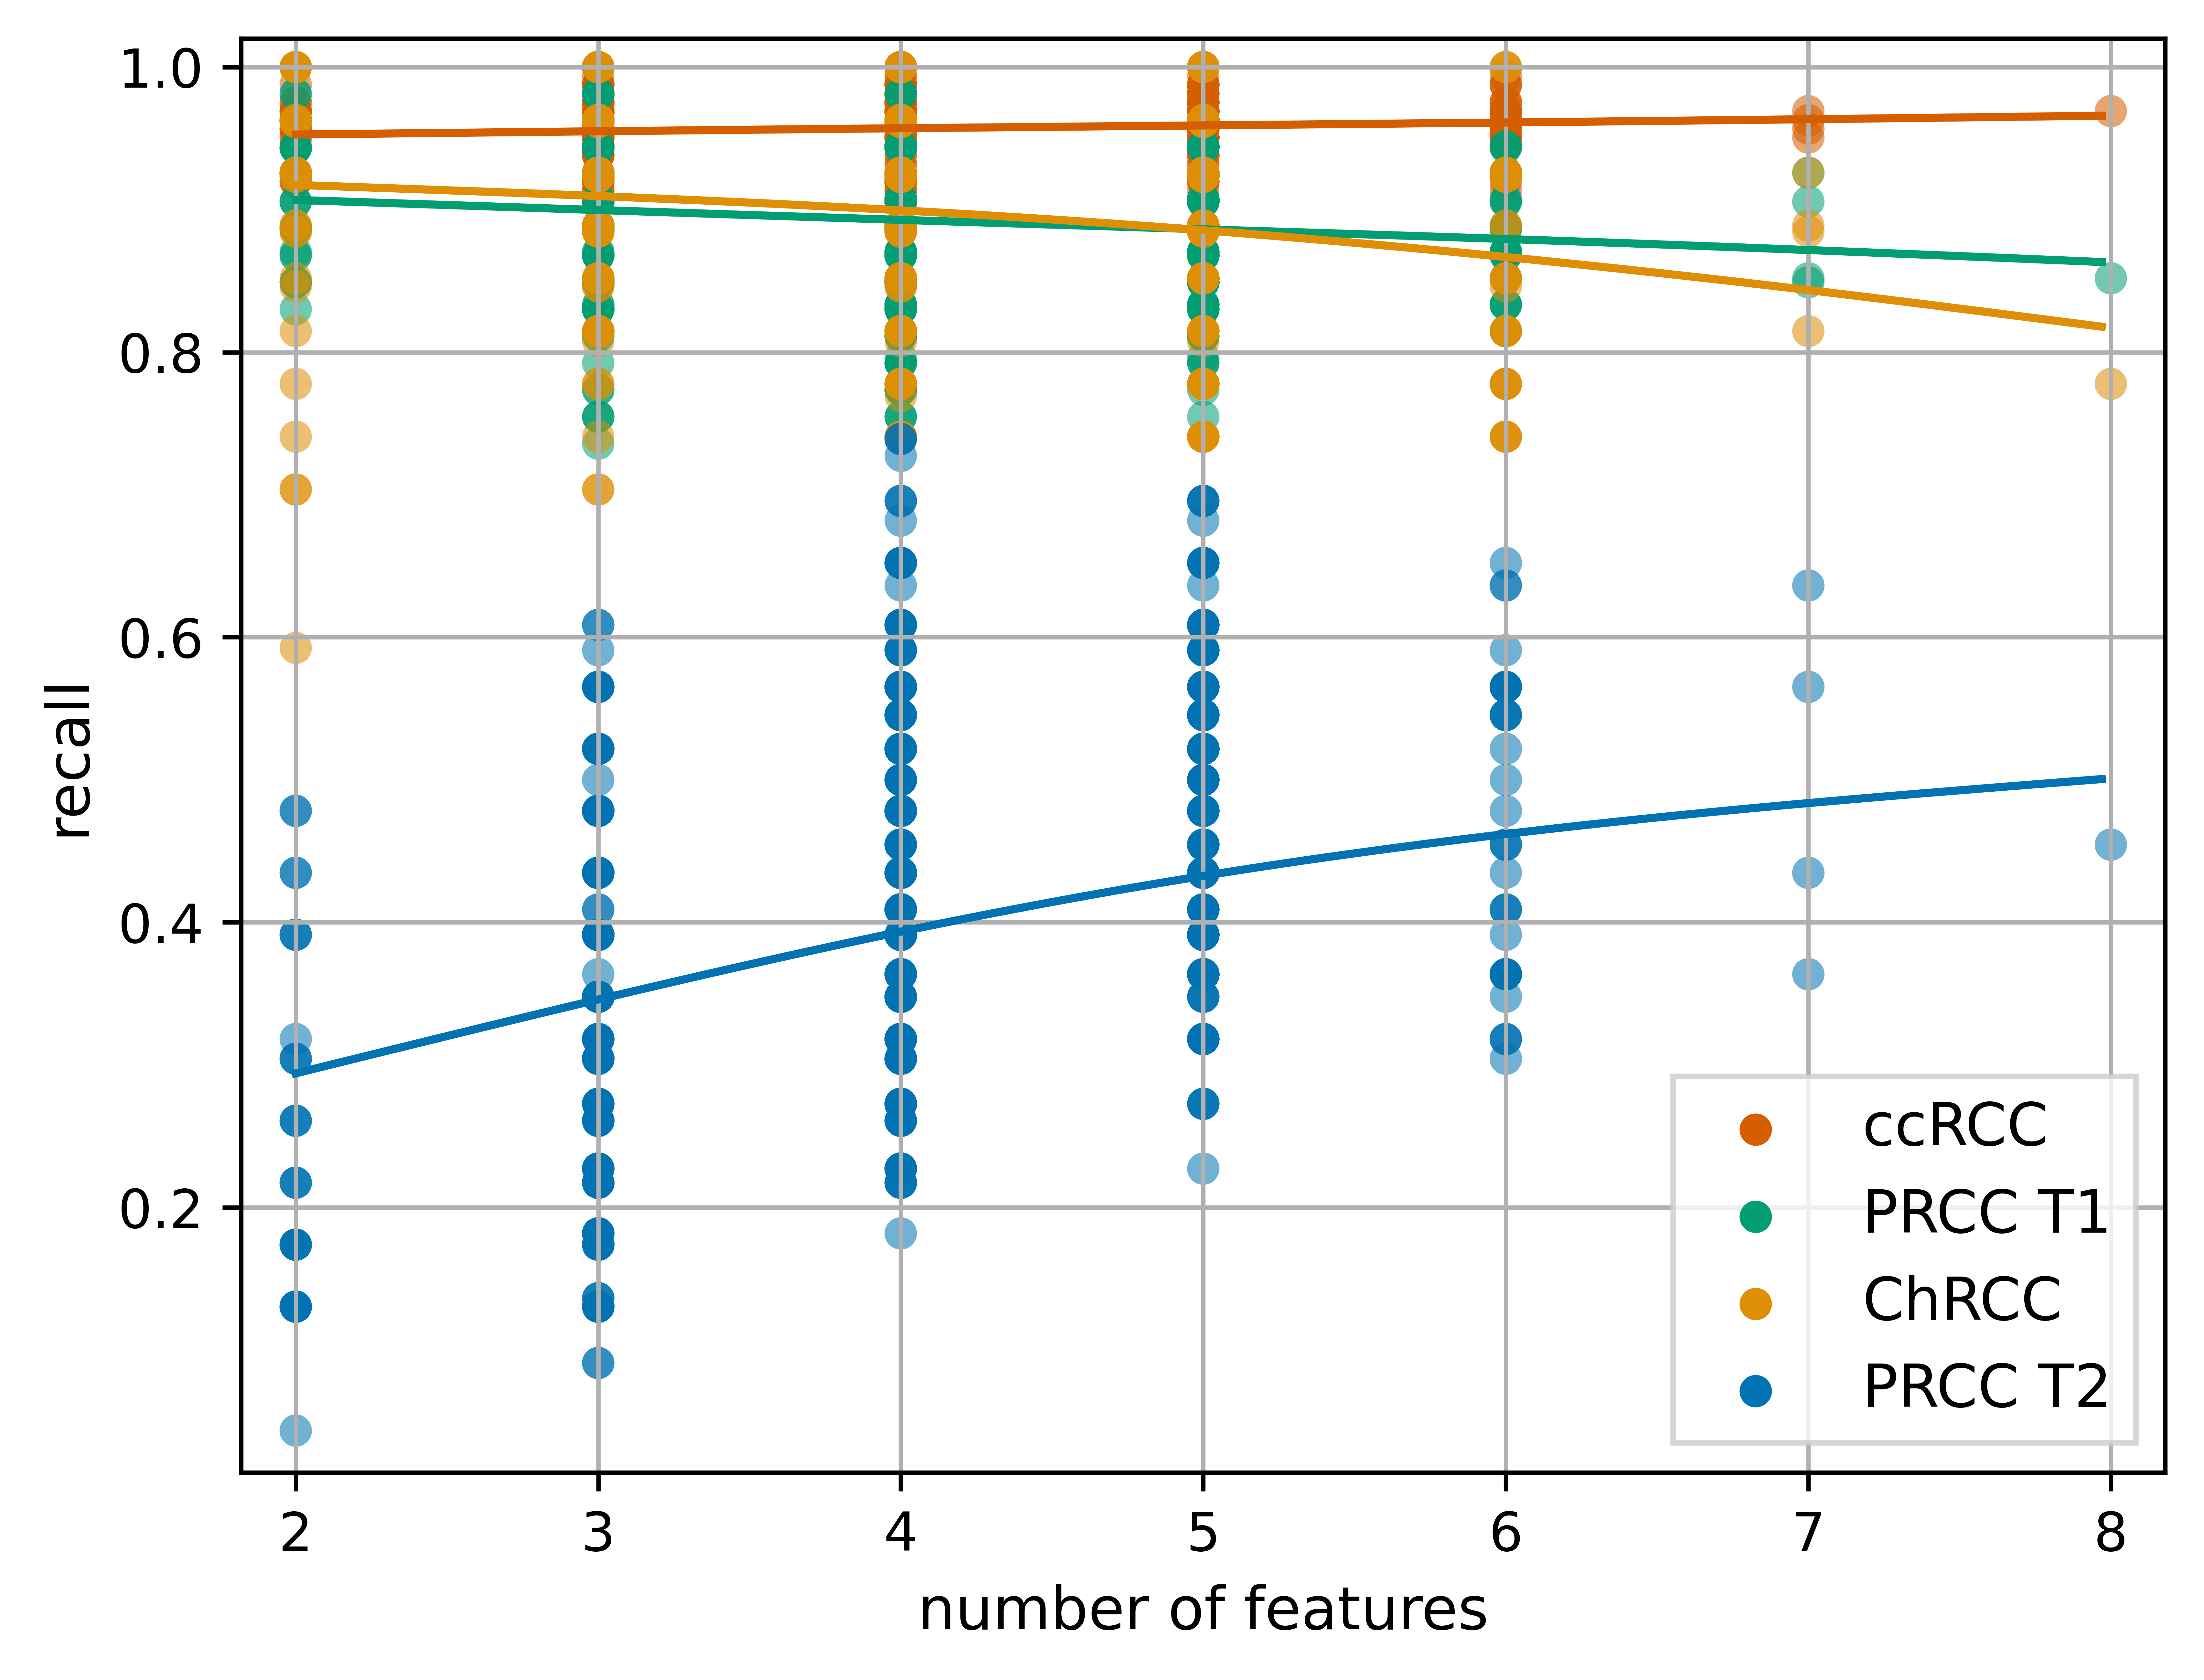 1.0
0.8
0.6
0.4
0.2
recall
2 3 4 5 6 7 8
number of features
ccRCC
PRCC T1
ChRCC
PRCC T2